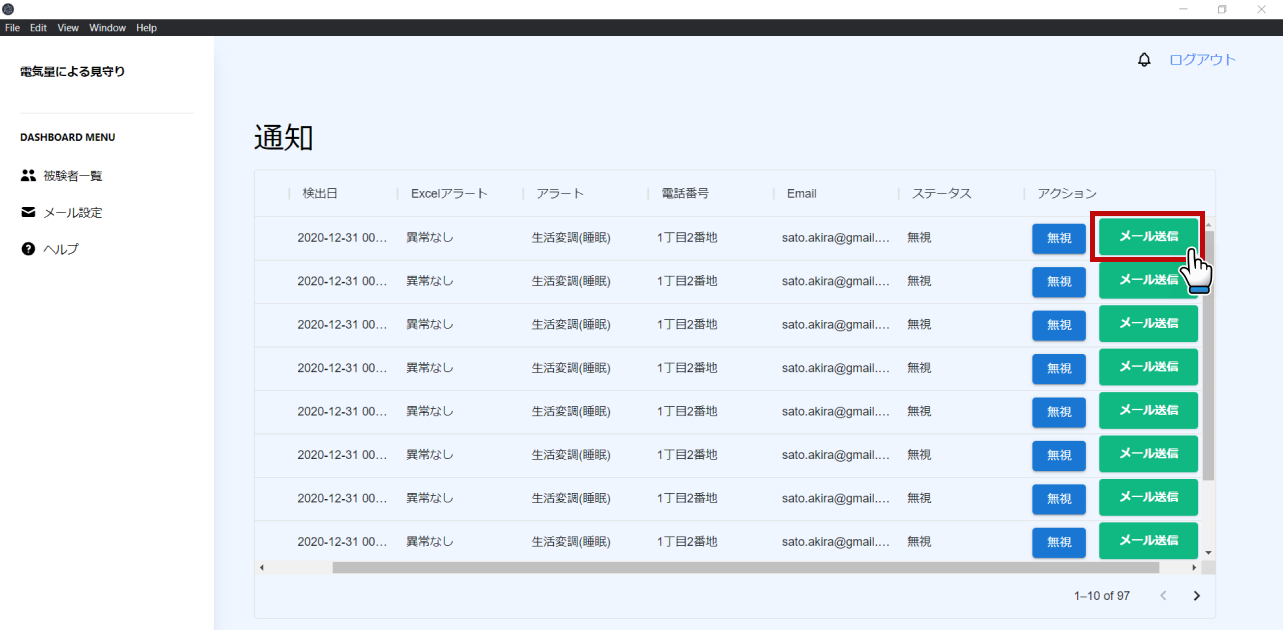 File Edit View Window Help
電気量による見守り
ログアウト
DASHBOARD MENU
被験者一覧
メール設定
ヘルプ
通知
検出日 Excelアラート アラート 電話番号 Email ステータス アクション
2020-12-31 00... 異常なし 生活変調(睡眠) 1丁目2番地 sato.akira@gmail.... 無視 無視 メール送信
2020-12-31 00... 異常なし 生活変調(睡眠) 1丁目2番地 sato.akira@gmail.... 無視 無視 メール送信
2020-12-31 00... 異常なし 生活変調(睡眠) 1丁目2番地 sato.akira@gmail.... 無視 無視 メール送信
2020-12-31 00... 異常なし 生活変調(睡眠) 1丁目2番地 sato.akira@gmail.... 無視 無視 メール送信
2020-12-31 00... 異常なし 生活変調(睡眠) 1丁目2番地 sato.akira@gmail.... 無視 無視 メール送信
2020-12-31 00... 異常なし 生活変調(睡眠) 1丁目2番地 sato.akira@gmail.... 無視 無視 メール送信
2020-12-31 00... 異常なし 生活変調(睡眠) 1丁目2番地 sato.akira@gmail.... 無視 無視 メール送信
2020-12-31 00... 異常なし 生活変調(睡眠) 1丁目2番地 sato.akira@gmail.... 無視 無視 メール送信
1–10 of 97